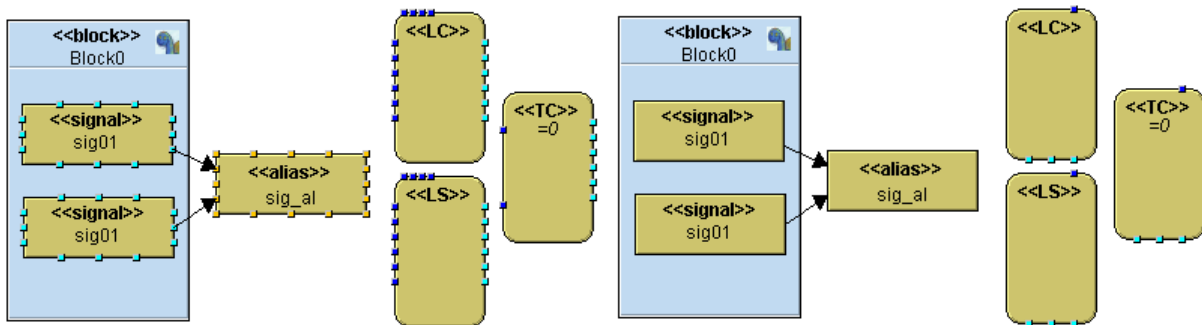 <<block>>
Block0
<<signal>>
sig01
<<signal>>
sig01
<<alias>>
sig_al
<<LC>>
<<LS>>
<<TC>>
=0
<<block>>
Block0
<<signal>>
sig01
<<signal>>
sig01
<<alias>>
sig_al
<<LC>>
<<LS>>
<<TC>>
=0